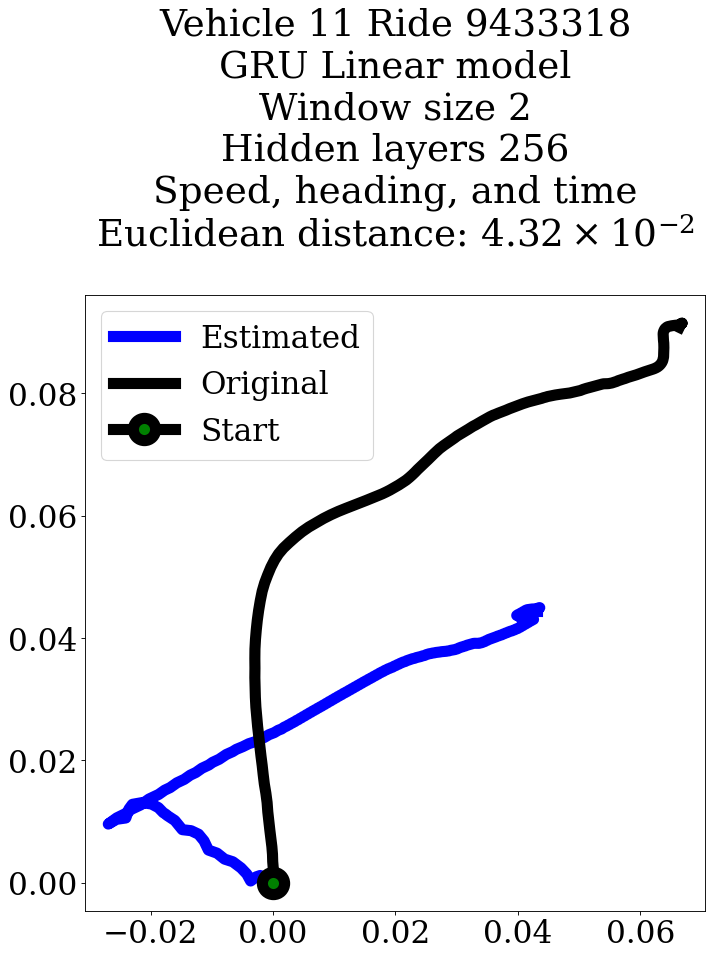 Vehicle 11 Ride 9433318
GRU Linear model
Window size 2
Hidden layers 256
Speed, heading, and time
Euclidean distance: 4.32 × 10⁻²
Estimated
Original
Start
0.08
0.06
0.04
0.02
0.00
−0.02 0.00 0.02 0.04 0.06